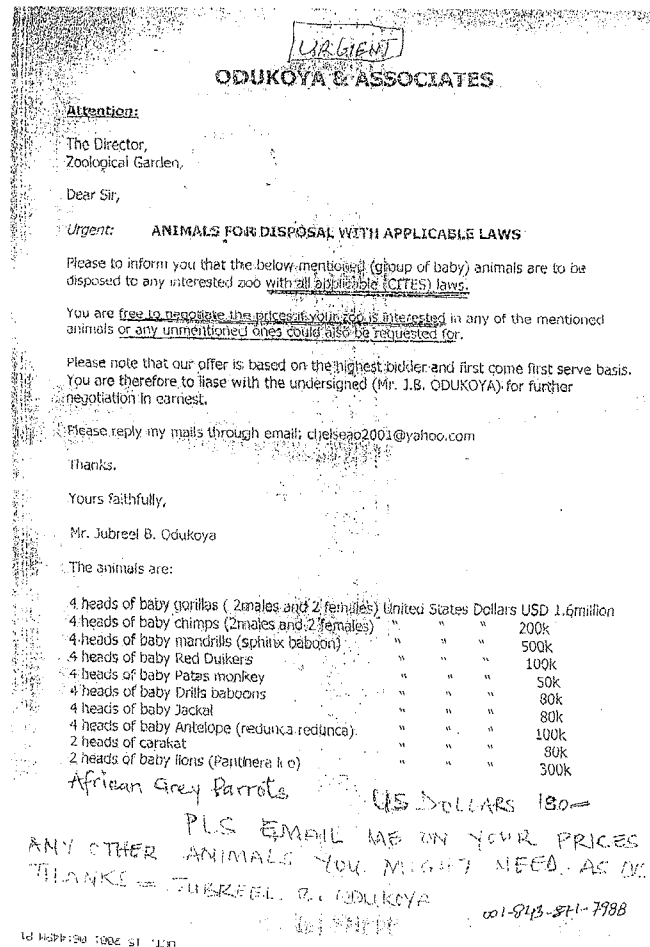 URGIENT
ODUKOYA & ASSOCIATES
Attention:
The Director,
Zoological Garden,
Dear Sir,
Urgent: ANIMALS FOR DISPOSAL WITH APPLICABLE LAWS
Please to inform you that the below mentioned (group of baby) animals are to be
disposed to any interested zoo with all applicable (CITES) laws.
You are free to negotiate the prices if your zoo is interested in any of the mentioned
animals or any unmentioned ones could also be requested for.
Please note that our offer is based on the highest bidder and first come first serve basis.
You are therefore to liase with the undersigned (Mr. J.B. ODUKOYA) for further
negotiation in earnest.
Please reply my mails through email: chelseao2001@yahoo.com
Thanks.
Yours faithfully,
Mr. Jubreel B. Odukoya
The animals are:
4 heads of baby gorillas ( 2males and 2 females) United States Dollars USD 1.6million
4 heads of baby chimps (2males and 2 females) " " " 200k
4 heads of baby mandrills (sphinx baboon) " " " 500k
4 heads of baby Red Duikers " " " 100k
4 heads of baby Patas monkey " " " 50k
4 heads of baby Drills baboons " " " 80k
4 heads of baby Jackal " " " 80k
4 heads of baby Antelope (redunca redunca) " " " 100k
2 heads of carakat " " " 80k
2 heads of baby lions (Panthera leo) " " " 300k
African Grey Parrots US DOLLARS 180=
PLS EMAIL ME ON YOUR PRICES
ANY OTHER ANIMALS YOU MIGHT NEED AS
THANKS = JUBREEL B. ODUKOYA
001-843-871-7988
OCT. 15 2001 06:44PM P1